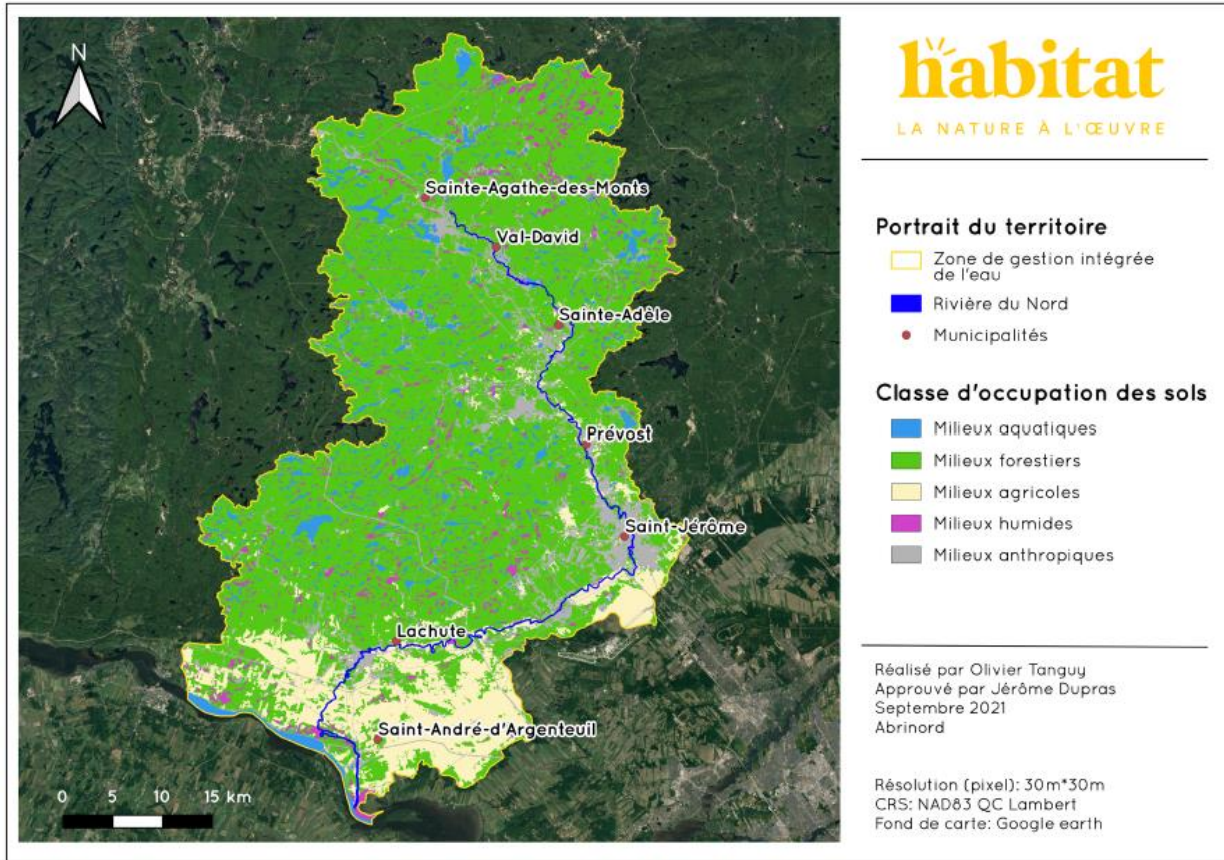 N
Sainte-Agathe-des-Monts
Val-David
Sainte-Adèle
Prévost
Saint-Jérôme
Lachute
Saint-André-d'Argenteuil
0 5 10 15 km
habitat
LA NATURE À L'ŒUVRE
Portrait du territoire
Zone de gestion intégrée
de l'eau
Rivière du Nord
Municipalités
Classe d'occupation des sols
Milieux aquatiques
Milieux forestiers
Milieux agricoles
Milieux humides
Milieux anthropiques
Réalisé par Olivier Tanguy
Approuvé par Jérôme Dupras
Septembre 2021
Abrinord
Résolution (pixel): 30m*30m
CRS: NAD83 QC Lambert
Fond de carte: Google earth